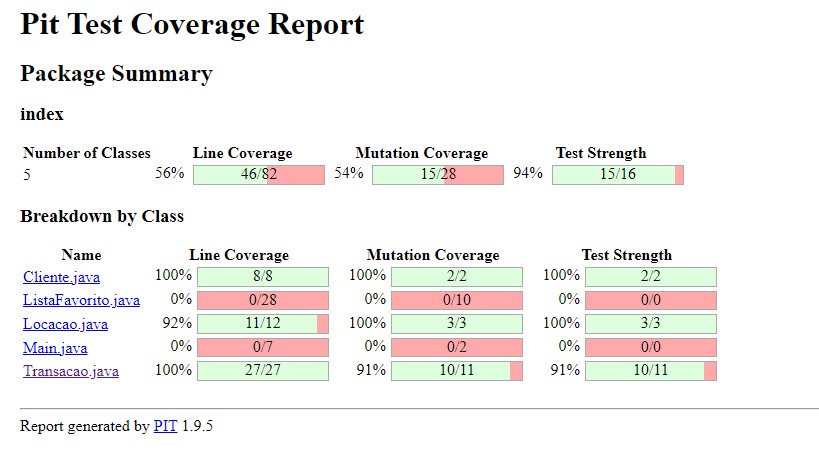 Pit Test Coverage Report
Package Summary
index
Number of Classes Line Coverage Mutation Coverage Test Strength
5 56% 46/82 54% 15/28 94% 15/16
Breakdown by Class
Name Line Coverage Mutation Coverage Test Strength
Cliente.java 100% 8/8 100% 2/2 100% 2/2
ListaFavorito.java 0% 0/28 0% 0/10 0% 0/0
Locacao.java 92% 11/12 100% 3/3 100% 3/3
Main.java 0% 0/7 0% 0/2 0% 0/0
Transacao.java 100% 27/27 91% 10/11 91% 10/11
Report generated by PIT 1.9.5